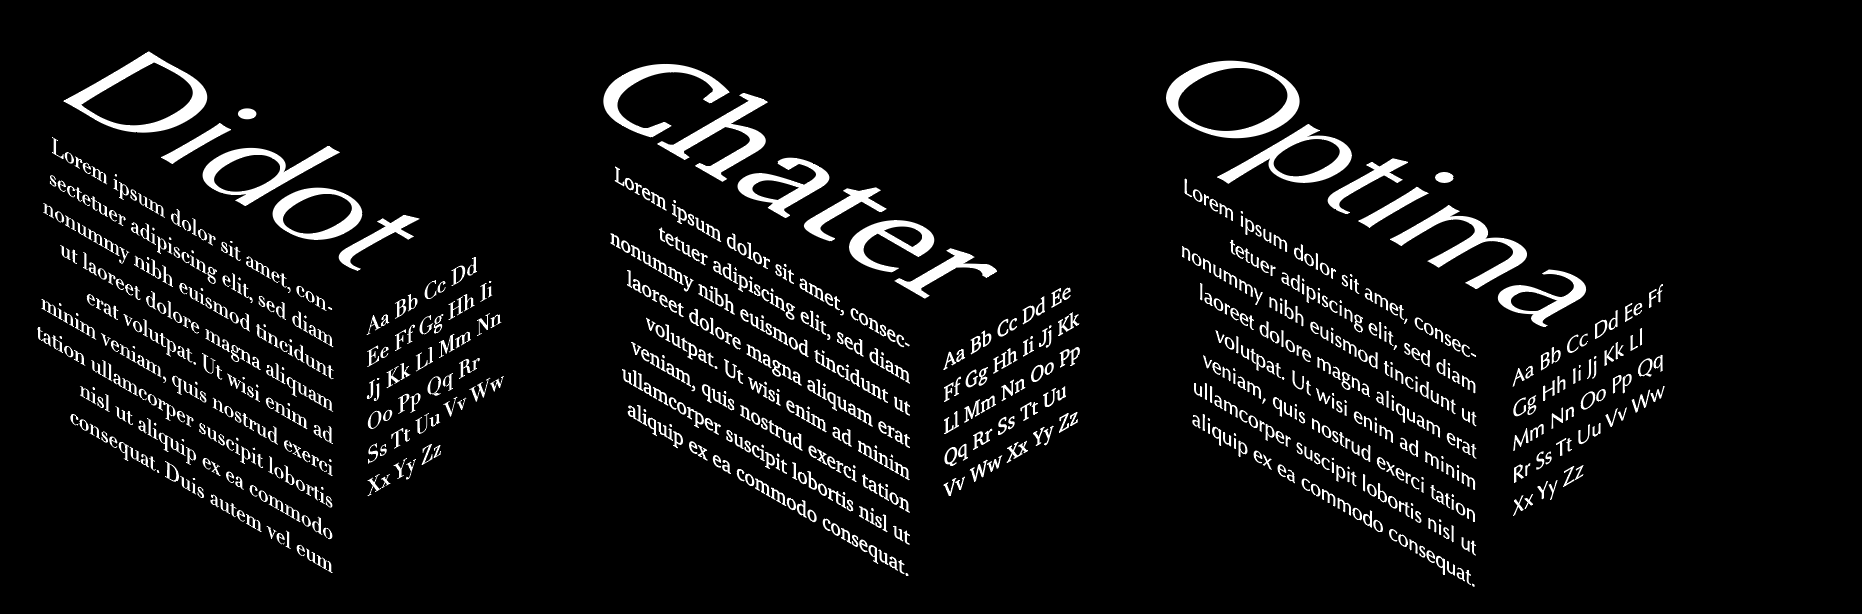 Didot
Lorem ipsum dolor sit amet, con-
sectetuer adipiscing elit, sed diam
nonummy nibh euismod tincidunt
ut laoreet dolore magna aliquam
erat volutpat. Ut wisi enim ad
minim veniam, quis nostrud exerci
tation ullamcorper suscipit lobortis
nisl ut aliquip ex ea commodo
consequat. Duis autem vel eum
Aa Bb Cc Dd
Ee Ff Gg Hh Ii
Jj Kk Ll Mm Nn
Oo Pp Qq Rr
Ss Tt Uu Vv Ww
Xx Yy Zz
Chater
Lorem ipsum dolor sit amet, consec-
tetuer adipiscing elit, sed diam
nonummy nibh euismod tincidunt ut
laoreet dolore magna aliquam erat
volutpat. Ut wisi enim ad minim
veniam, quis nostrud exerci tation
ullamcorper suscipit lobortis nisl ut
aliquip ex ea commodo consequat.
Aa Bb Cc Dd Ee
Ff Gg Hh Ii Jj Kk
Ll Mm Nn Oo Pp
Qq Rr Ss Tt Uu
Vv Ww Xx Yy Zz
Optima
Lorem ipsum dolor sit amet, consec-
tetuer adipiscing elit, sed diam
nonummy nibh euismod tincidunt ut
laoreet dolore magna aliquam erat
volutpat. Ut wisi enim ad minim
veniam, quis nostrud exerci tation
ullamcorper suscipit lobortis nisl ut
aliquip ex ea commodo consequat.
Aa Bb Cc Dd Ee Ff
Gg Hh Ii Jj Kk Ll
Mm Nn Oo Pp Qq
Rr Ss Tt Uu Vv Ww
Xx Yy Zz